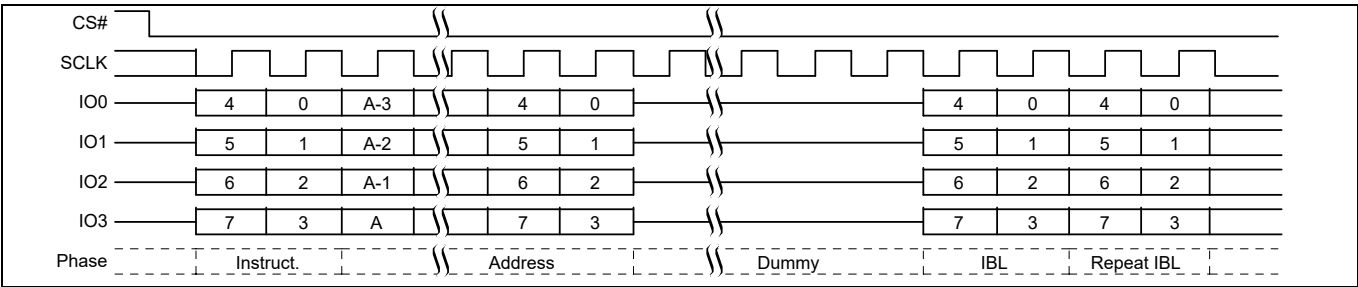 CS#
SCLK
IO0 4 0 A-3 4 0 4 0 4 0
IO1 5 1 A-2 5 1 5 1 5 1
IO2 6 2 A-1 6 2 6 2 6 2
IO3 7 3 A 7 3 7 3 7 3
Phase Instruct. Address Dummy IBL Repeat IBL